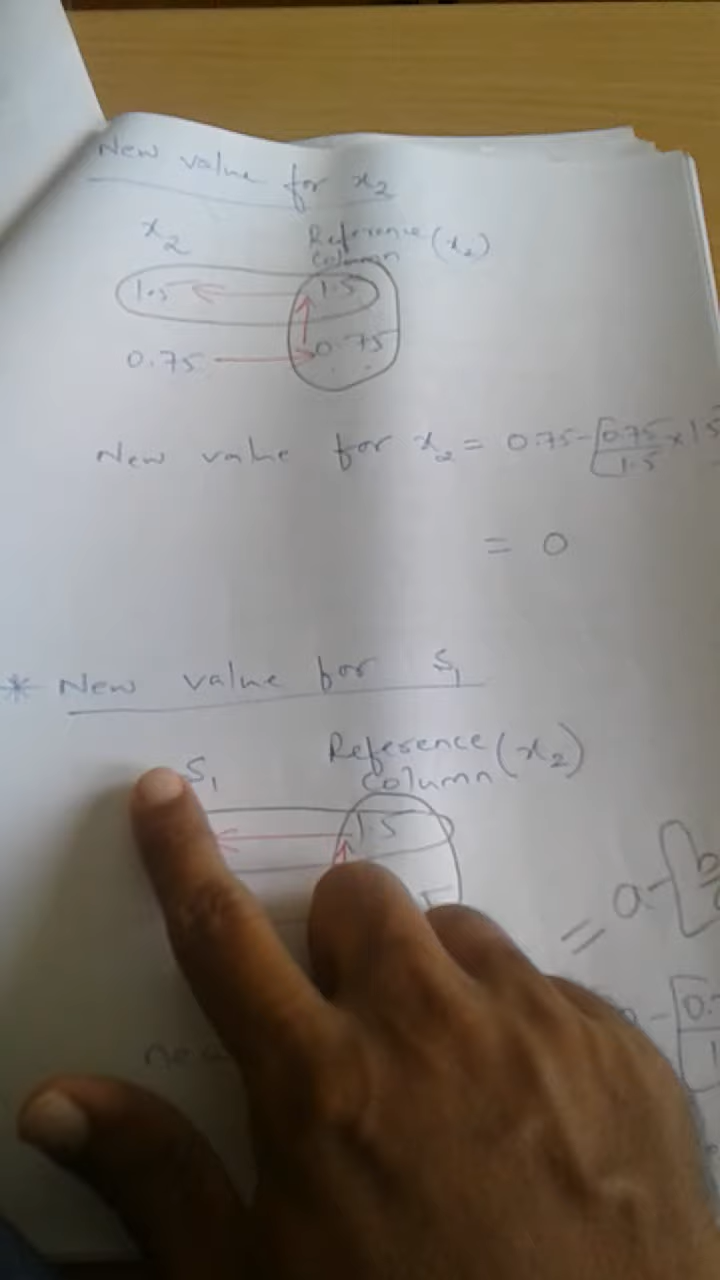 New value for x₂
x₂ Reference (x₂)
column
1.5 1.5
0.75 0.75
New value for x₂ = 0.75 - [0.75/1.5 × 1.5
= 0
* New value for S₁
S₁ Reference (x₂)
column
1.5
= a - [b
- [0.
1